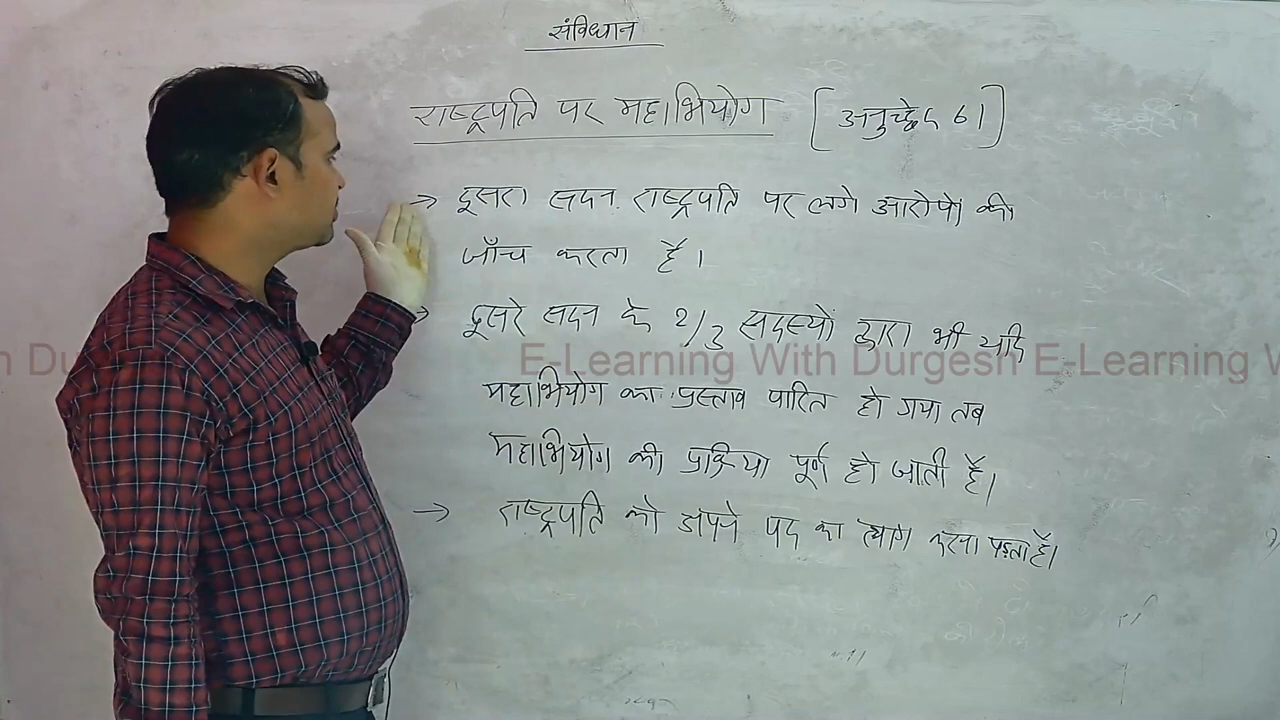 संविधान
राष्ट्रपति पर महाभियोग [अनुच्छेद 61]
→ दूसरा सदन राष्ट्रपति पर लगे आरोपो की
जाँच करता है।
→ दूसरे सदन के 2/3 सदस्यों द्वारा भी यदि
E-Learning With Durgesh E-Learning W
महाभियोग का प्रस्ताव पारित हो गया तब
महाभियोग की प्रक्रिया पूर्ण हो जाती है।
→ राष्ट्रपति को अपने पद का त्याग करना पड़ता है।